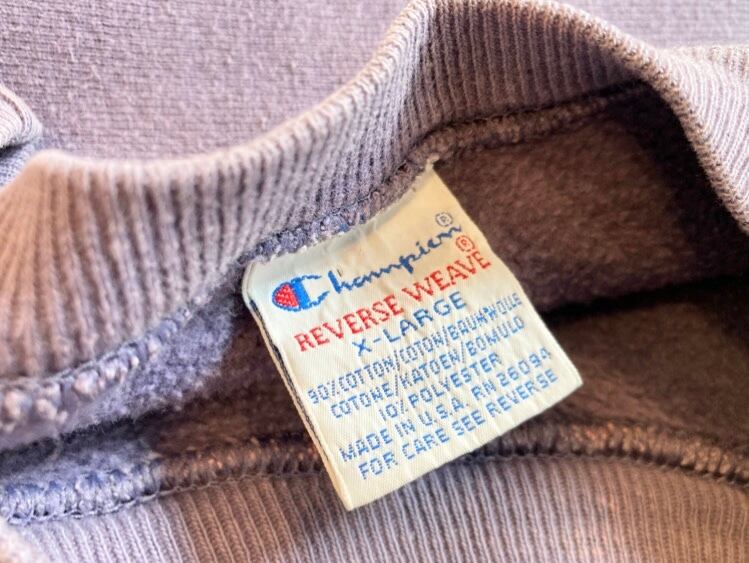 Champion®
REVERSE WEAVE®
X-LARGE
90% COTTON/COTON/BAUMWOLLE
COTONE/KATOEN/BOMULD
10% POLYESTER
MADE IN U.S.A. RN 26094
FOR CARE SEE REVERSE